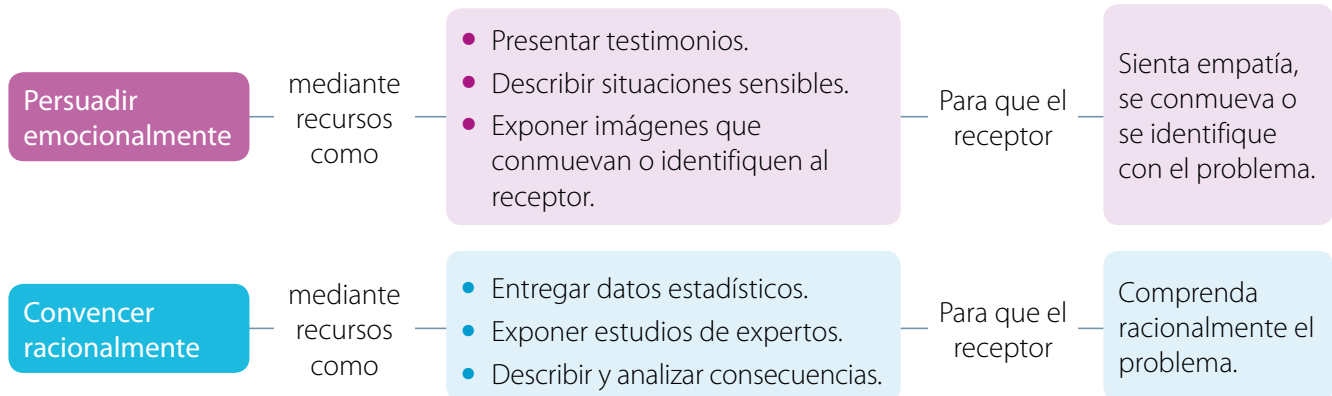 Persuadir
emocionalmente
mediante
recursos
como
• Presentar testimonios.
• Describir situaciones sensibles.
• Exponer imágenes que
conmuevan o identifiquen al
receptor.
Para que el
receptor
Sienta empatía,
se conmueva o
se identifique
con el problema.
Convencer
racionalmente
mediante
recursos
como
• Entregar datos estadísticos.
• Exponer estudios de expertos.
• Describir y analizar consecuencias.
Para que el
receptor
Comprenda
racionalmente el
problema.